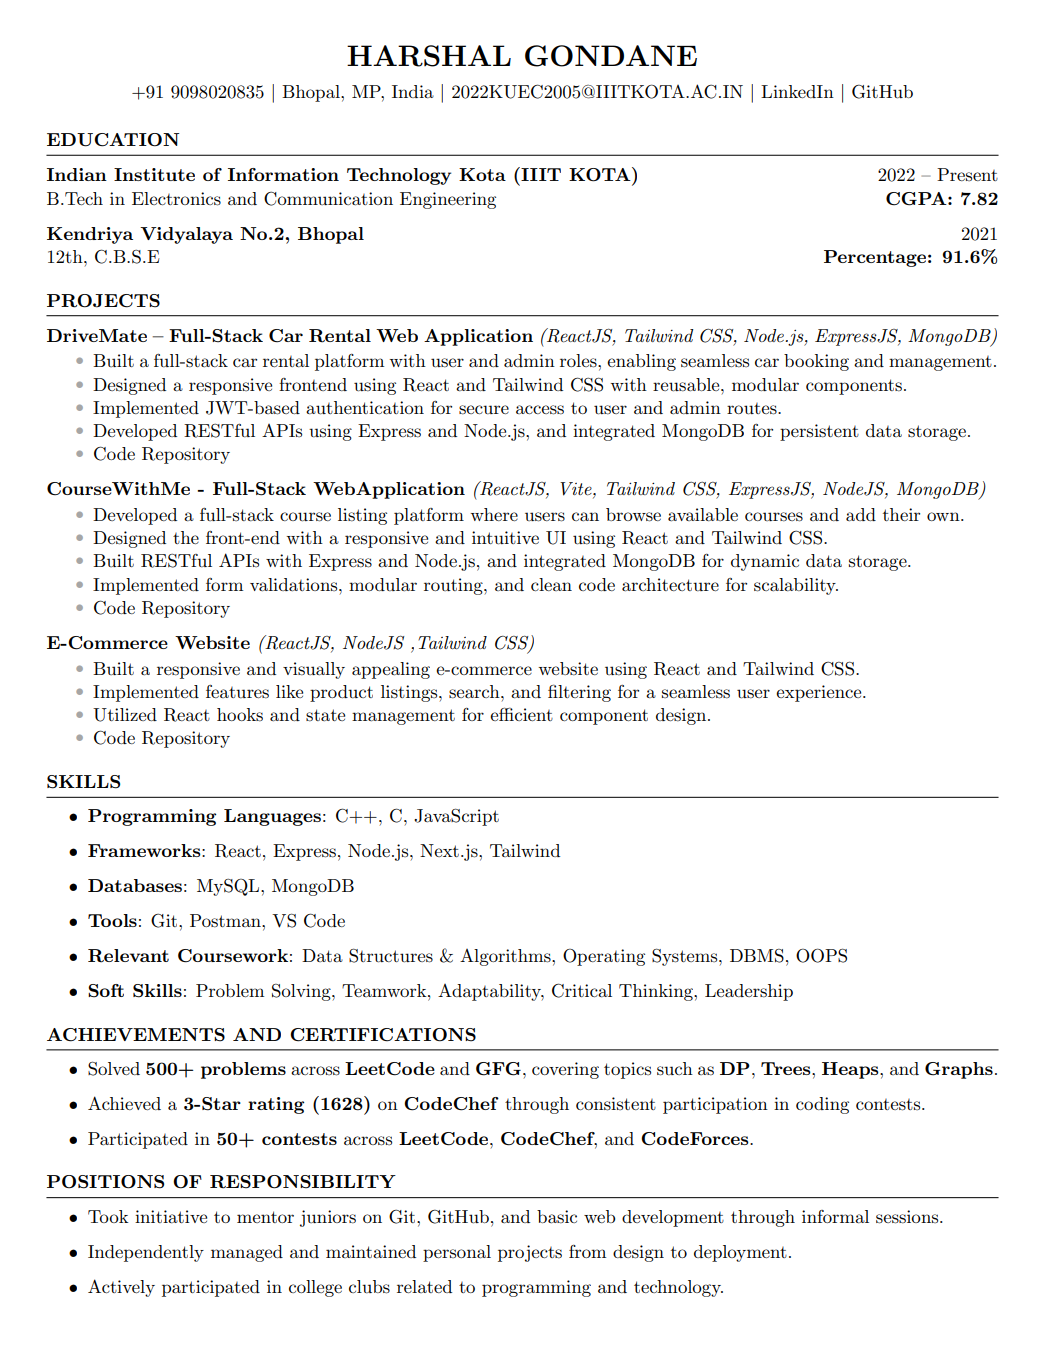 HARSHAL GONDANE
+91 9098020835 | Bhopal, MP, India | 2022KUEC2005@IIITKOTA.AC.IN | LinkedIn | GitHub
EDUCATION
Indian Institute of Information Technology Kota (IIIT KOTA) 2022 – Present
B.Tech in Electronics and Communication Engineering CGPA: 7.82
Kendriya Vidyalaya No.2, Bhopal 2021
12th, C.B.S.E Percentage: 91.6%
PROJECTS
DriveMate – Full-Stack Car Rental Web Application (ReactJS, Tailwind CSS, Node.js, ExpressJS, MongoDB)
• Built a full-stack car rental platform with user and admin roles, enabling seamless car booking and management.
• Designed a responsive frontend using React and Tailwind CSS with reusable, modular components.
• Implemented JWT-based authentication for secure access to user and admin routes.
• Developed RESTful APIs using Express and Node.js, and integrated MongoDB for persistent data storage.
• Code Repository
CourseWithMe - Full-Stack WebApplication (ReactJS, Vite, Tailwind CSS, ExpressJS, NodeJS, MongoDB)
• Developed a full-stack course listing platform where users can browse available courses and add their own.
• Designed the front-end with a responsive and intuitive UI using React and Tailwind CSS.
• Built RESTful APIs with Express and Node.js, and integrated MongoDB for dynamic data storage.
• Implemented form validations, modular routing, and clean code architecture for scalability.
• Code Repository
E-Commerce Website (ReactJS, NodeJS ,Tailwind CSS)
• Built a responsive and visually appealing e-commerce website using React and Tailwind CSS.
• Implemented features like product listings, search, and filtering for a seamless user experience.
• Utilized React hooks and state management for efficient component design.
• Code Repository
SKILLS
• Programming Languages: C++, C, JavaScript
• Frameworks: React, Express, Node.js, Next.js, Tailwind
• Databases: MySQL, MongoDB
• Tools: Git, Postman, VS Code
• Relevant Coursework: Data Structures & Algorithms, Operating Systems, DBMS, OOPS
• Soft Skills: Problem Solving, Teamwork, Adaptability, Critical Thinking, Leadership
ACHIEVEMENTS AND CERTIFICATIONS
• Solved 500+ problems across LeetCode and GFG, covering topics such as DP, Trees, Heaps, and Graphs.
• Achieved a 3-Star rating (1628) on CodeChef through consistent participation in coding contests.
• Participated in 50+ contests across LeetCode, CodeChef, and CodeForces.
POSITIONS OF RESPONSIBILITY
• Took initiative to mentor juniors on Git, GitHub, and basic web development through informal sessions.
• Independently managed and maintained personal projects from design to deployment.
• Actively participated in college clubs related to programming and technology.